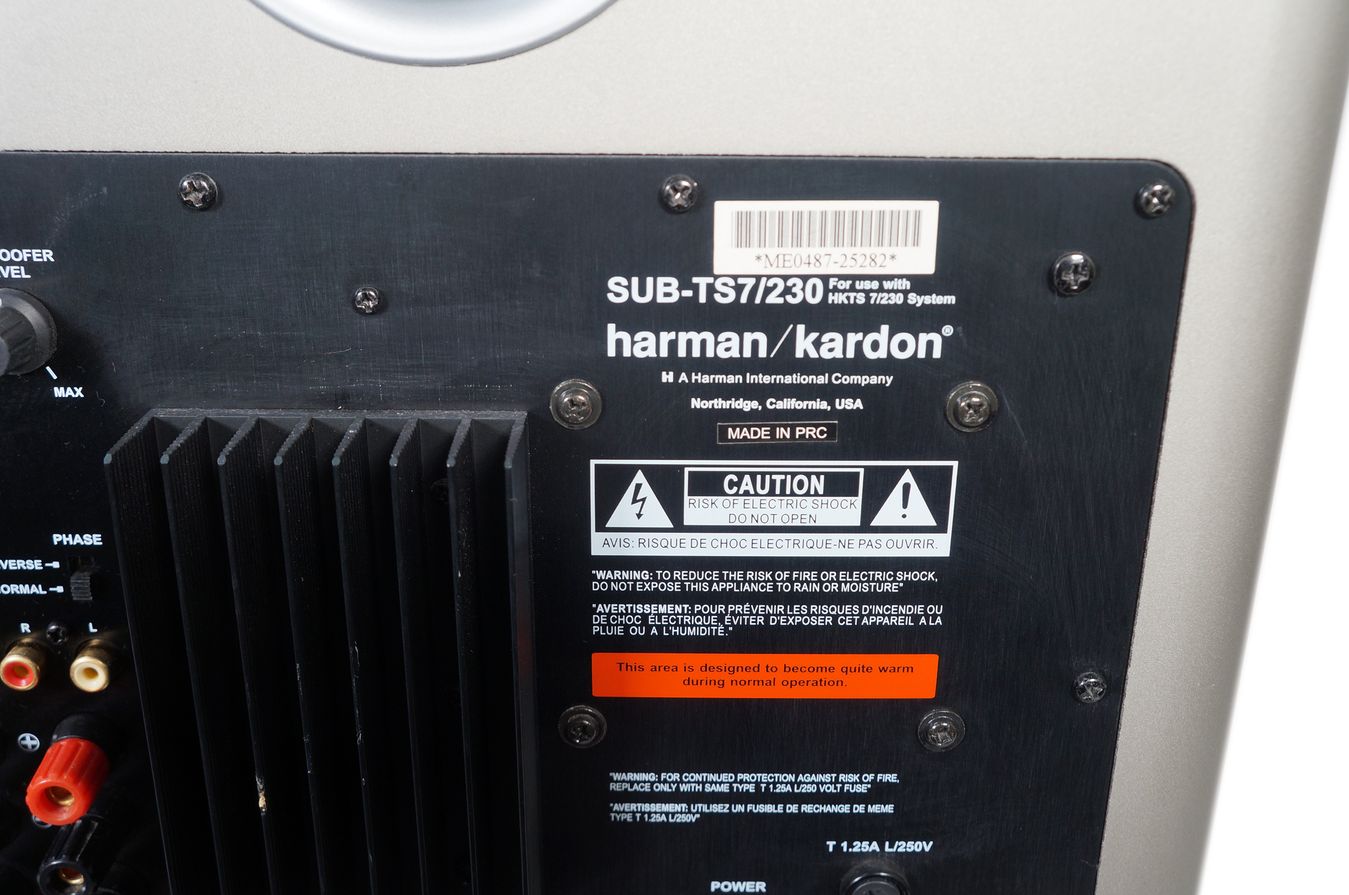 OOFER
VEL
MAX
PHASE
VERSE
ORMAL
R L
*ME0487-25282*
SUB-TS7/230 For use with
HKTS 7/230 System
harman/kardon®
H A Harman International Company
Northridge, California, USA
MADE IN PRC
CAUTION
RISK OF ELECTRIC SHOCK
DO NOT OPEN
AVIS: RISQUE DE CHOC ELECTRIQUE-NE PAS OUVRIR.
"WARNING: TO REDUCE THE RISK OF FIRE OR ELECTRIC SHOCK,
DO NOT EXPOSE THIS APPLIANCE TO RAIN OR MOISTURE"
"AVERTISSEMENT: POUR PRÉVENIR LES RISQUES D'INCENDIE OU
DE CHOC ÉLECTRIQUE, ÉVITER D'EXPOSER CET APPAREIL A LA
PLUIE OU A L'HUMIDITÉ."
This area is designed to become quite warm
during normal operation.
"WARNING: FOR CONTINUED PROTECTION AGAINST RISK OF FIRE,
REPLACE ONLY WITH SAME TYPE T 1.25A L/250 VOLT FUSE"
"AVERTISSEMENT: UTILISEZ UN FUSIBLE DE RECHANGE DE MEME
TYPE T 1.25A L/250V"
T 1.25A L/250V
POWER